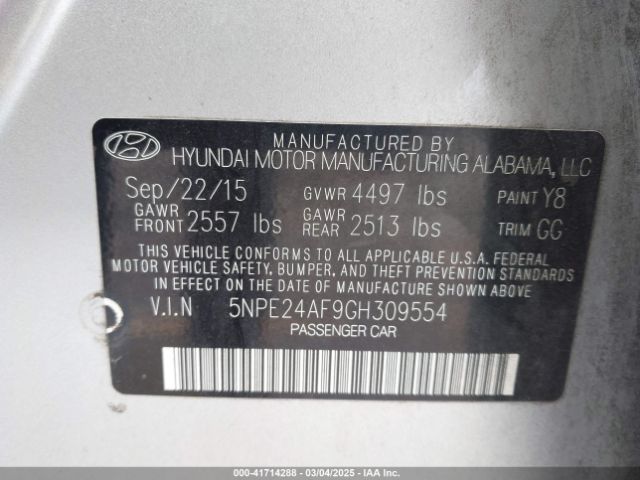 MANUFACTURED BY
HYUNDAI MOTOR MANUFACTURING ALABAMA, LLC
Sep/22/15 GVWR 4497 lbs PAINT Y8
GAWR FRONT 2557 lbs GAWR REAR 2513 lbs TRIM GG
THIS VEHICLE CONFORMS TO ALL APPLICABLE U.S.A. FEDERAL
MOTOR VEHICLE SAFETY, BUMPER, AND THEFT PREVENTION STANDARDS
IN EFFECT ON THE DATE OF MANUFACTURE SHOWN ABOVE.
V.I.N 5NPE24AF9GH309554
PASSENGER CAR
000-41714288 - 03/04/2025 - IAA Inc.